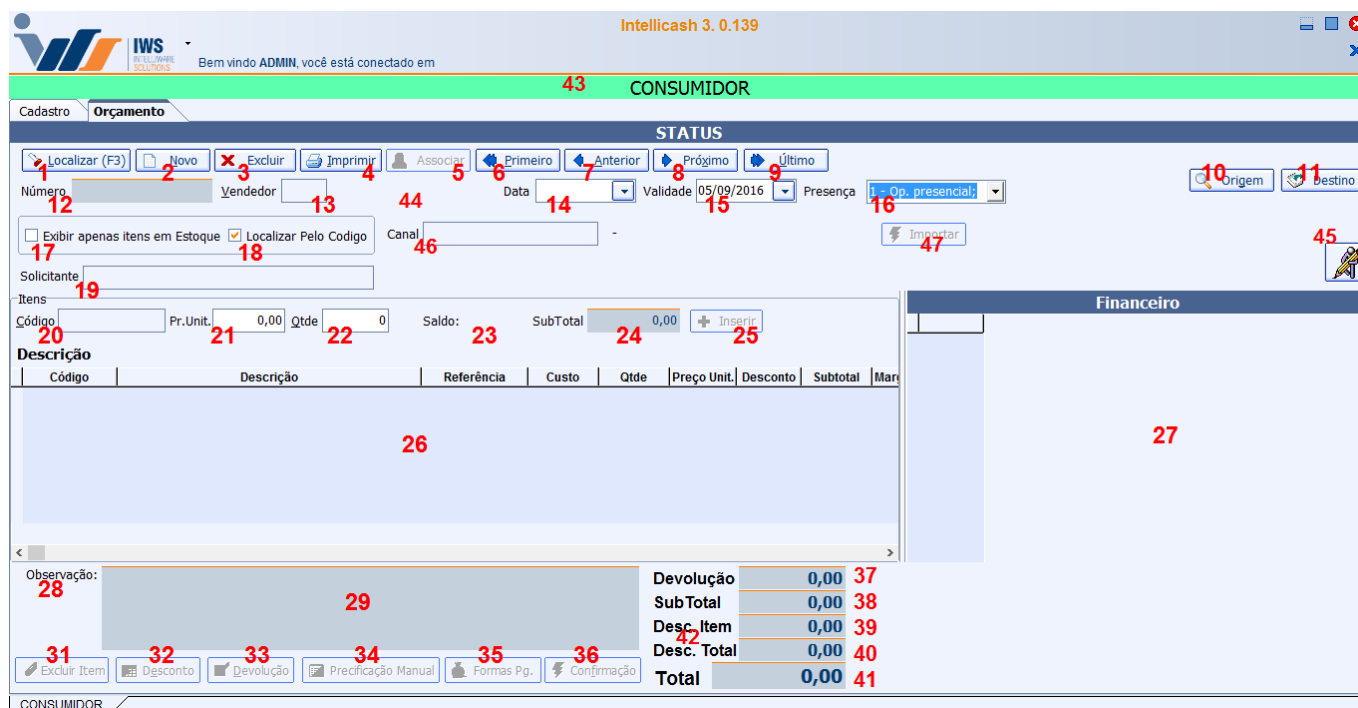 Intellicash 3. 0.139
IWS
INTELLIWARE
SOLUTIONS
Bem vindo ADMIN, você está conectado em
43 CONSUMIDOR
Cadastro Orçamento
STATUS
Localizar (F3) Novo Excluir Imprimir Associar Primeiro Anterior Próximo Último
1 2 3 4 5 6 7 8 9 10 Origem 11 Destino
Número Vendedor Data Validade 05/09/2016 Presença 1 - Op. presencial;
12 13 44 14 15 16
Exibir apenas itens em Estoque Localizar Pelo Codigo Canal - Importar
17 18 46 47 45
Solicitante
19
Itens Financeiro
Código Pr.Unit. 0,00 Qtde 0 Saldo: SubTotal 0,00 Inserir
20 21 22 23 24 25
Descrição
Código Descrição Referência Custo Qtde Preço Unit. Desconto Subtotal Marg
26 27
Observação: Devolução 0,00 37
28 SubTotal 0,00 38
29 Desc. Item 0,00 39
42
Desc. Total 0,00 40
31 32 33 34 35 36
Excluir Item Desconto Devolução Precificação Manual Formas Pg. Confirmação Total 0,00 41
CONSUMIDOR